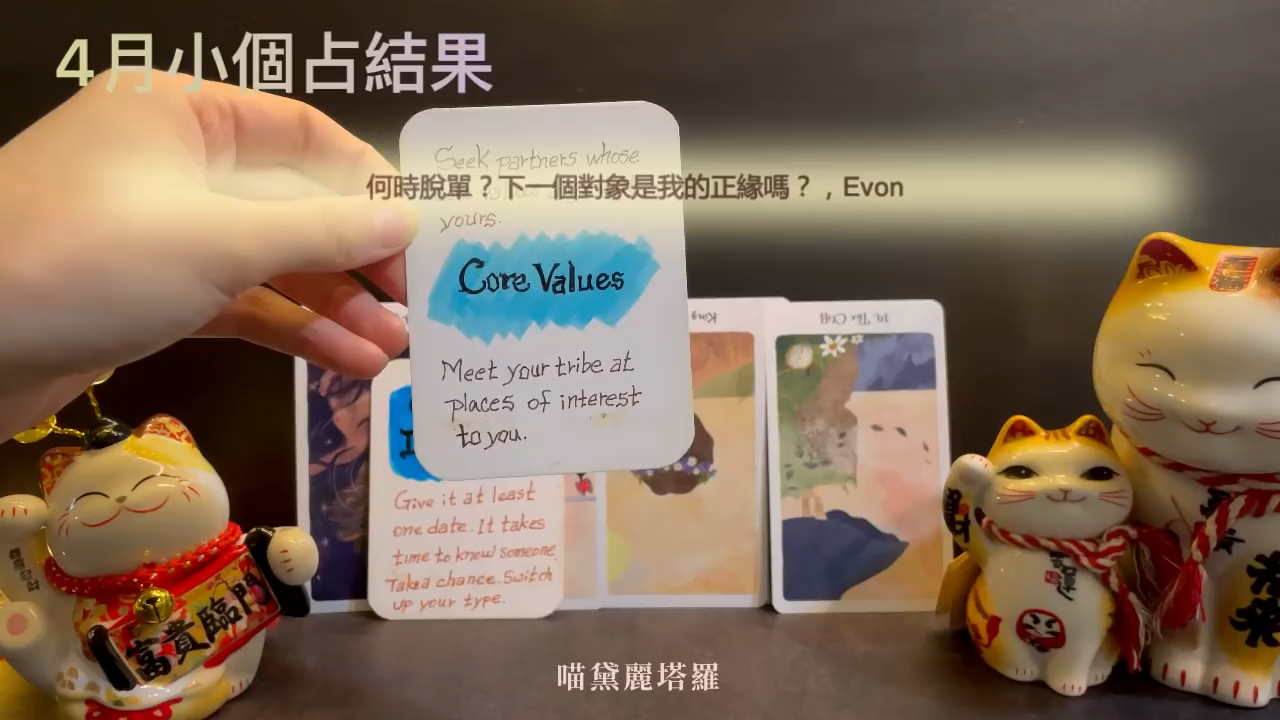 4月小個占結果
Seek partners whose
何時脫單？下一個對象是我的正緣嗎？，Evon
yours.
Core Values
Meet your tribe at
places of interest
to you.
King
The Cliff
Give it at least
one date. It takes
time to know someone.
Take a chance. Switch
up your type.
富貴臨門
喵黛麗塔羅